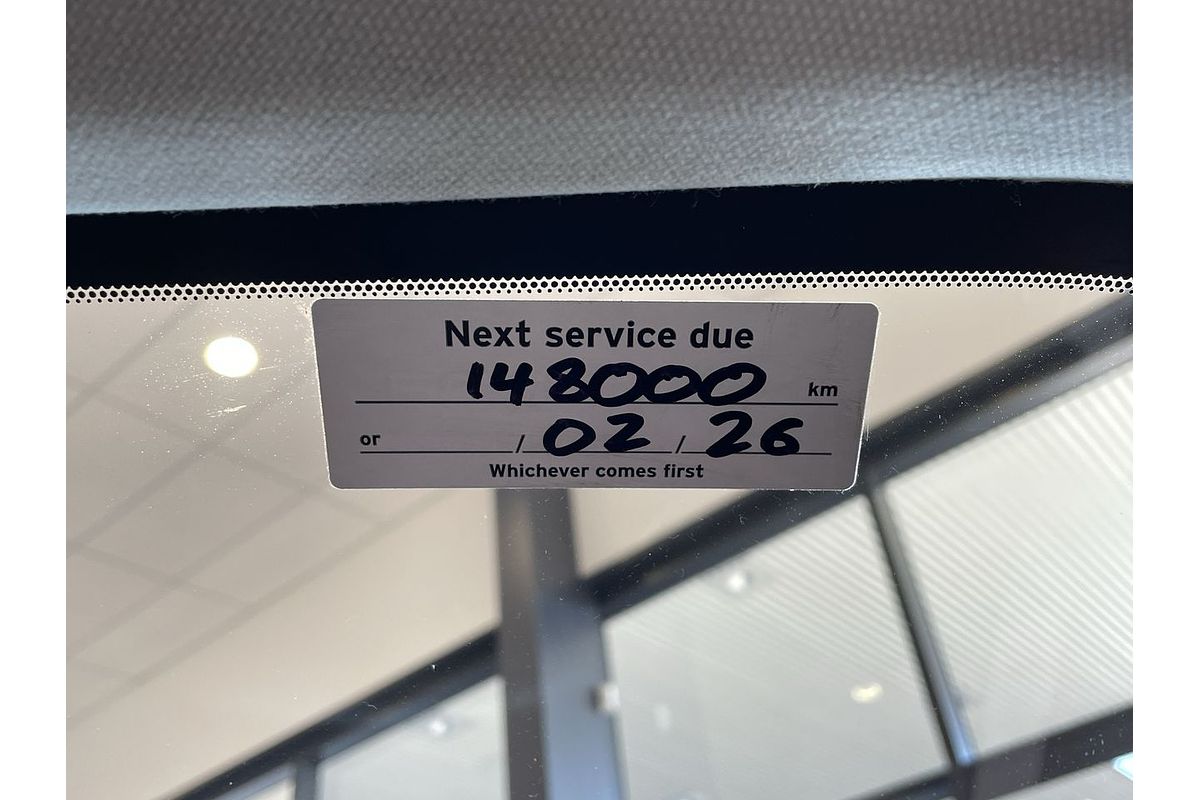 Next service due
148000 km
or / 02 / 26
Whichever comes first